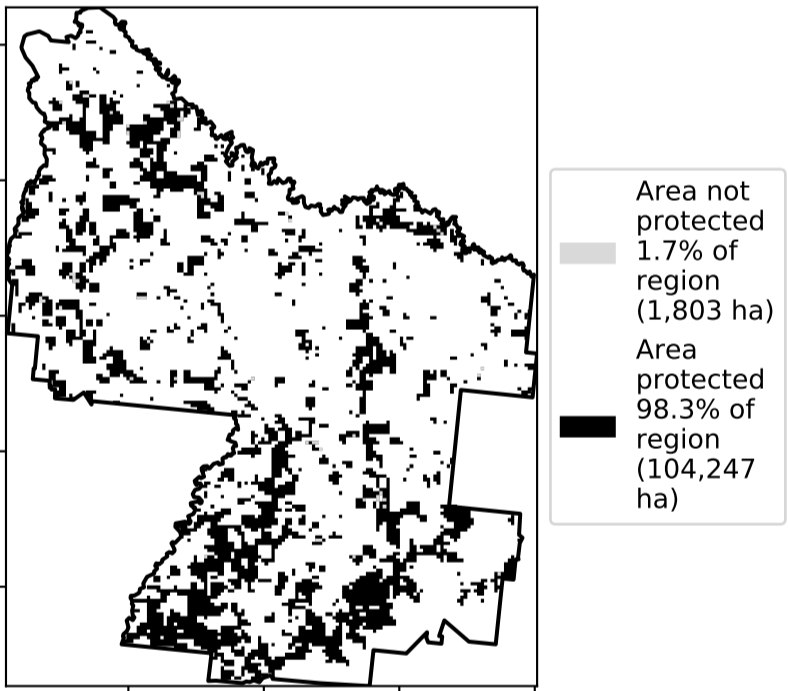 Area not
protected
1.7% of
region
(1,803 ha)
Area
protected
98.3% of
region
(104,247
ha)